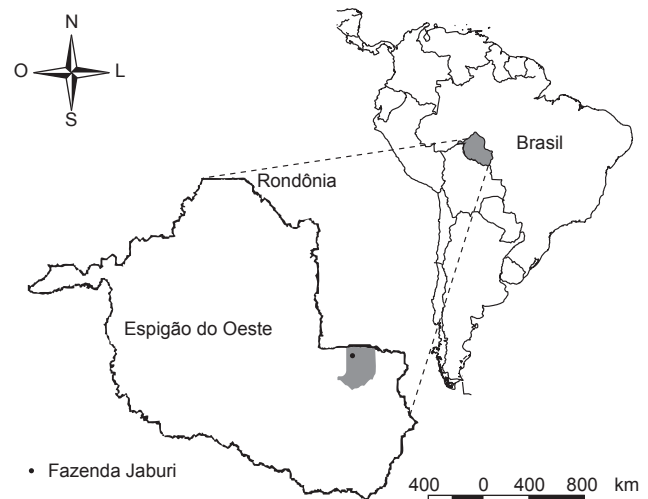 N
O L
S
Brasil
Rondônia
Espigão do Oeste
• Fazenda Jaburi
400 0 400 800 km